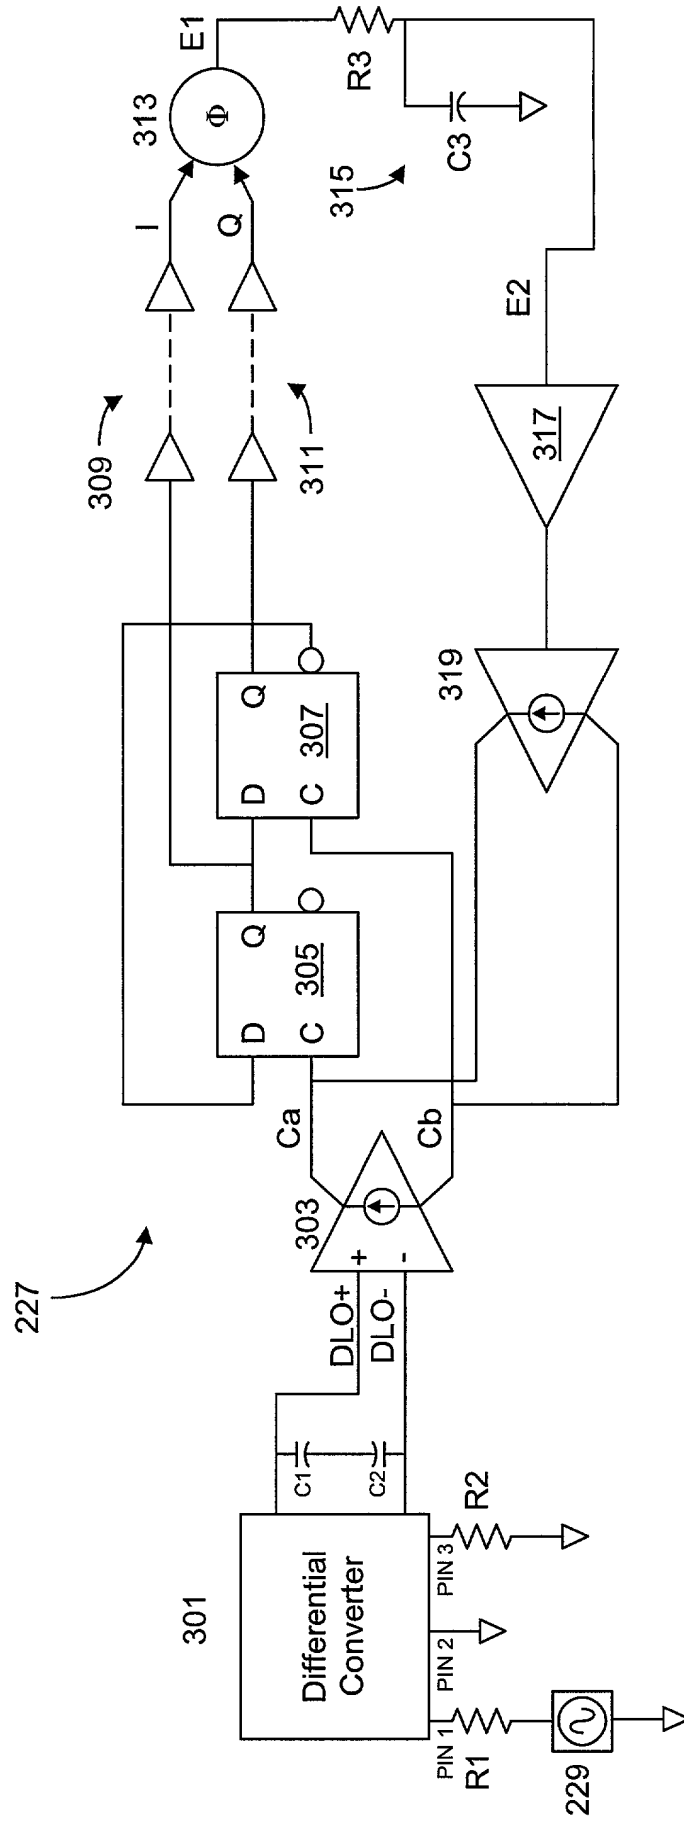 227
301
Differential
Converter
PIN 1
PIN 2
PIN 3
R1
R2
229
C1
C2
DLO+
DLO-
303
+
-
Ca
Cb
D
Q
C
305
D
Q
C
307
309
311
I
Q
313
Φ
E1
R3
C3
315
E2
317
319